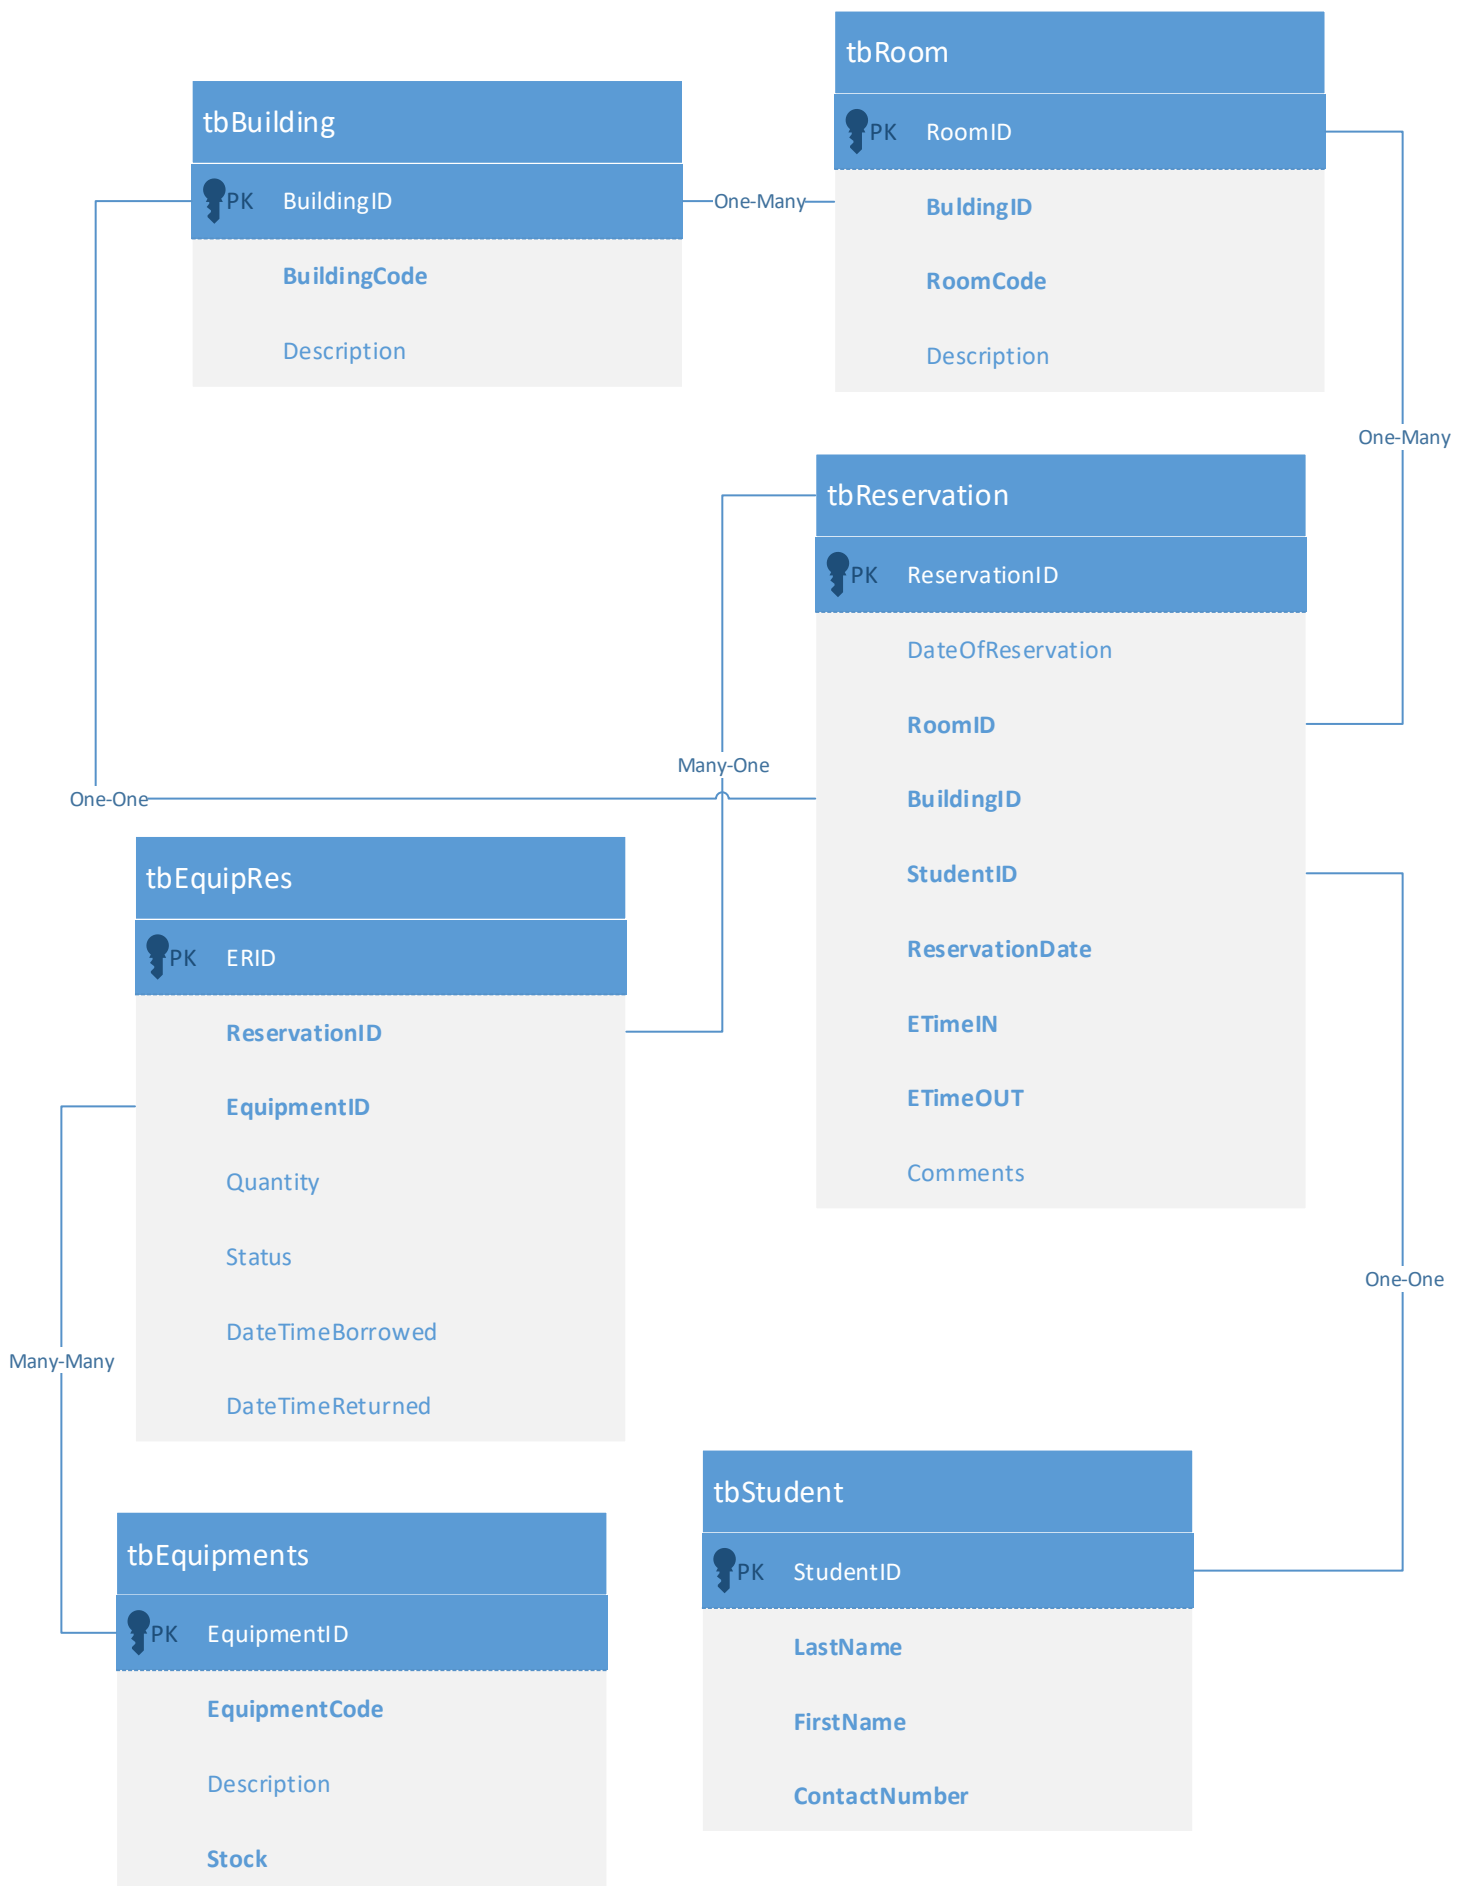 tbRoom
PK RoomID
BuldingID
RoomCode
Description
tbBuilding
PK BuildingID
BuildingCode
Description
One-Many
One-Many
tbReservation
PK ReservationID
DateOfReservation
RoomID
BuildingID
StudentID
ReservationDate
ETimeIN
ETimeOUT
Comments
Many-One
One-One
tbEquipRes
PK ERID
ReservationID
EquipmentID
Quantity
Status
DateTimeBorrowed
DateTimeReturned
One-One
Many-Many
tbStudent
PK StudentID
LastName
FirstName
ContactNumber
tbEquipments
PK EquipmentID
EquipmentCode
Description
Stock